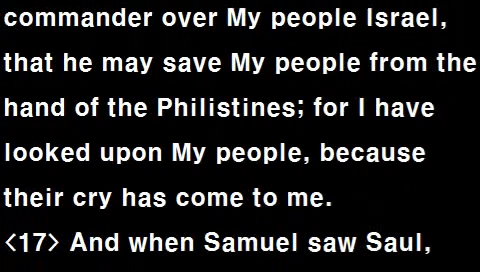 commander over My people Israel,
that he may save My people from the
hand of the Philistines; for I have
looked upon My people, because
their cry has come to me.
<17> And when Samuel saw Saul,